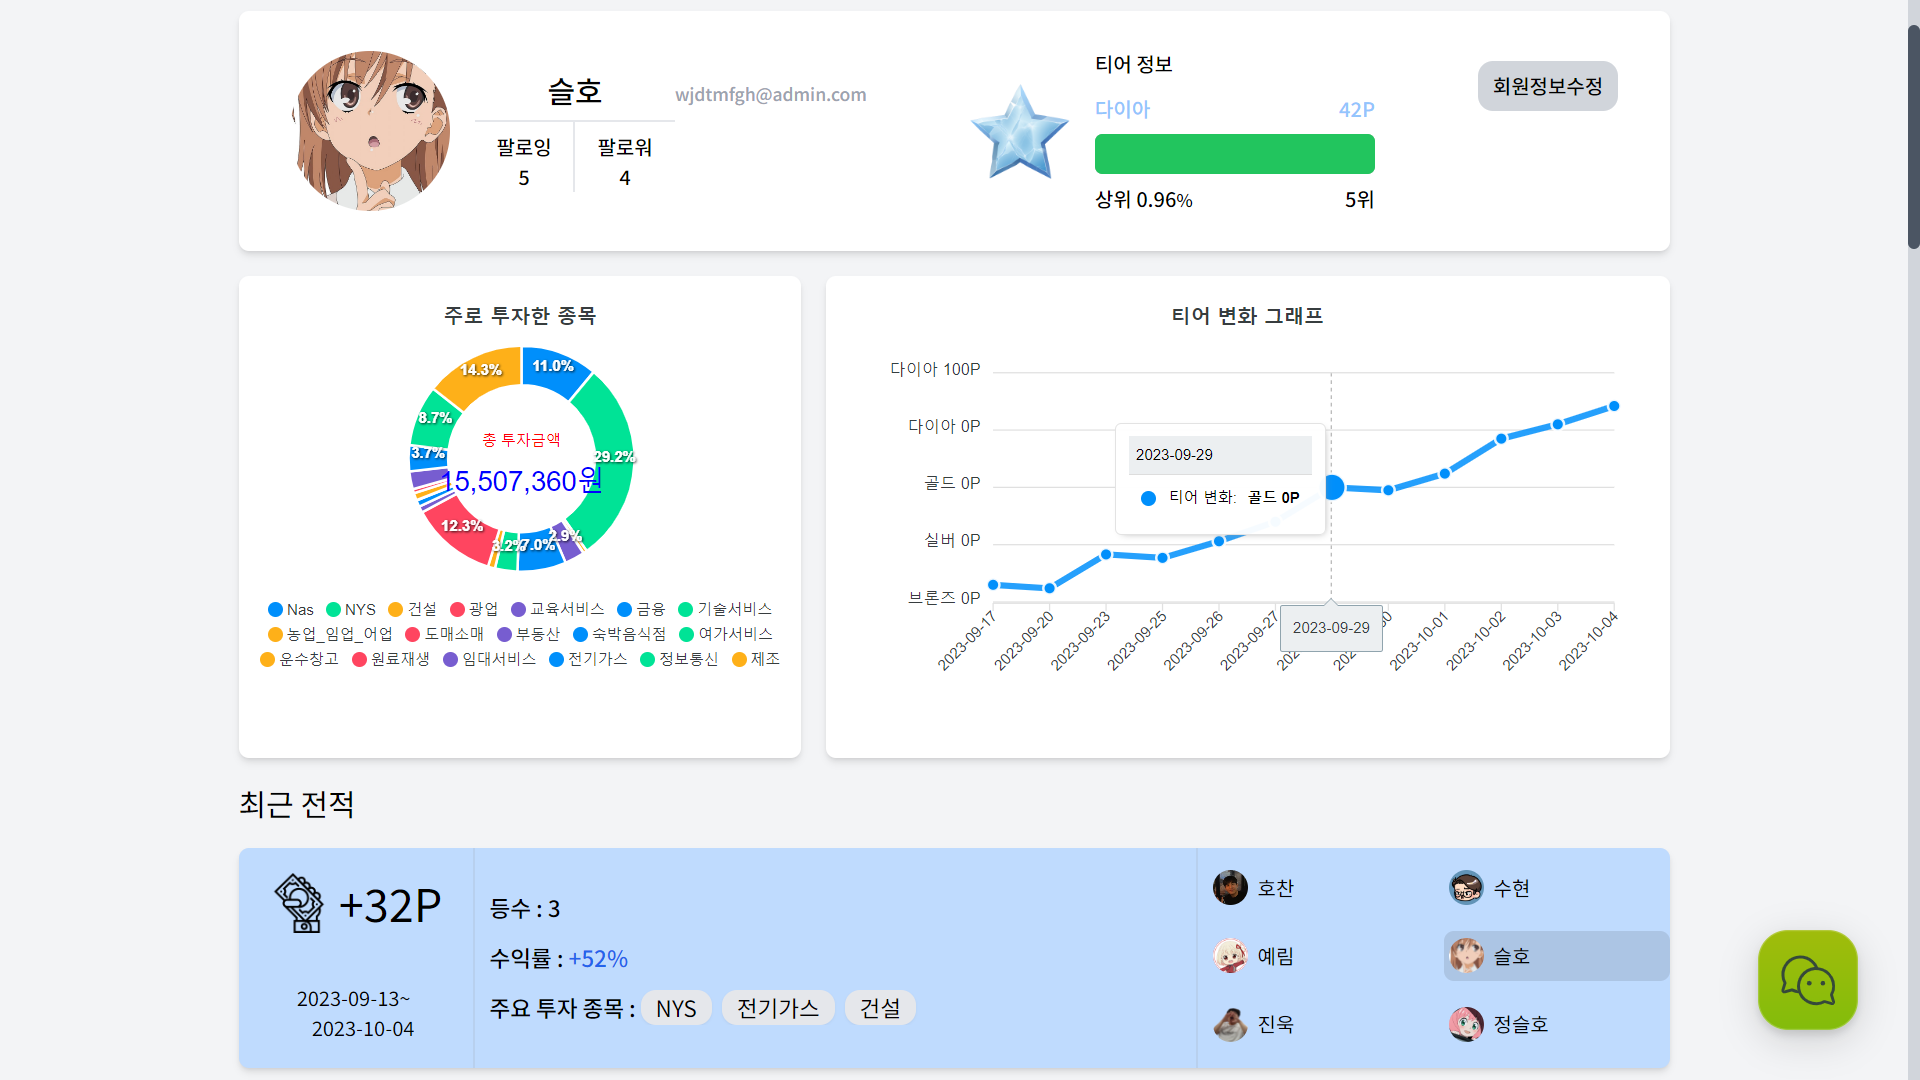 슬호
wjdtmfgh@admin.com
팔로잉
5
팔로워
4
티어 정보
다이아 42P
상위 0.96% 5위
회원정보수정
주로 투자한 종목
14.3%
11.0%
8.7%
3.7%
29.2%
12.3%
3.2%
7.0%
2.9%
총 투자금액
15,507,360원
Nas NYS 건설 광업 교육서비스 금융 기술서비스
농업_임업_어업 도매소매 부동산 숙박음식점 여가서비스
운수창고 원료재생 임대서비스 전기가스 정보통신 제조
티어 변화 그래프
다이아 100P
다이아 0P
골드 0P
실버 0P
브론즈 0P
2023-09-29
티어 변화: 골드 0P
2023-09-17
2023-09-20
2023-09-23
2023-09-25
2023-09-26
2023-09-27
2023-09-29
2023-10-01
2023-10-02
2023-10-03
2023-10-04
최근 전적
+32P
2023-09-13~
2023-10-04
등수 : 3
수익률 : +52%
주요 투자 종목 : NYS 전기가스 건설
호찬 수현
예림 슬호
진욱 정슬호